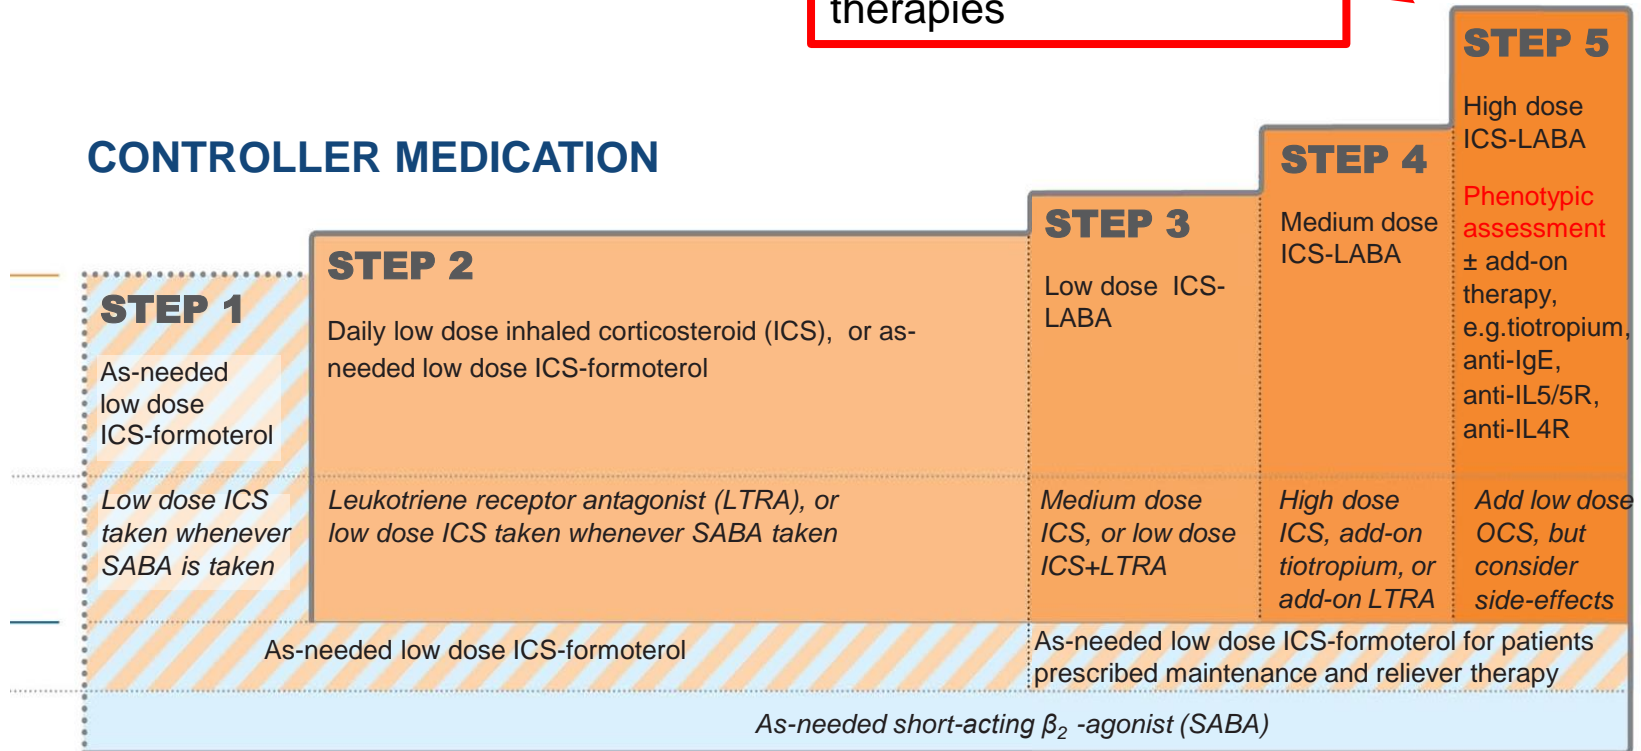 therapies
CONTROLLER MEDICATION
STEP 1
As-needed
low dose
ICS-formoterol
STEP 2
Daily low dose inhaled corticosteroid (ICS),  or as-
needed low dose ICS-formoterol
STEP 3
Low dose  ICS-
LABA
STEP 4
Medium dose
ICS-LABA
STEP 5
High dose
ICS-LABA
Phenotypic
assessment
± add-on
therapy,
e.g.tiotropium,
anti-IgE,
anti-IL5/5R,
anti-IL4R
Low dose ICS
taken whenever
SABA is taken
Leukotriene receptor antagonist (LTRA), or
low dose ICS taken whenever SABA taken
Medium dose
ICS, or low dose
ICS+LTRA
High dose
ICS, add-on
tiotropium, or
add-on LTRA
Add low dose
OCS, but
consider
side-effects
As-needed low dose ICS-formoterol
As-needed low dose ICS-formoterol for patients
prescribed maintenance and reliever therapy
As-needed short-acting β₂ -agonist (SABA)